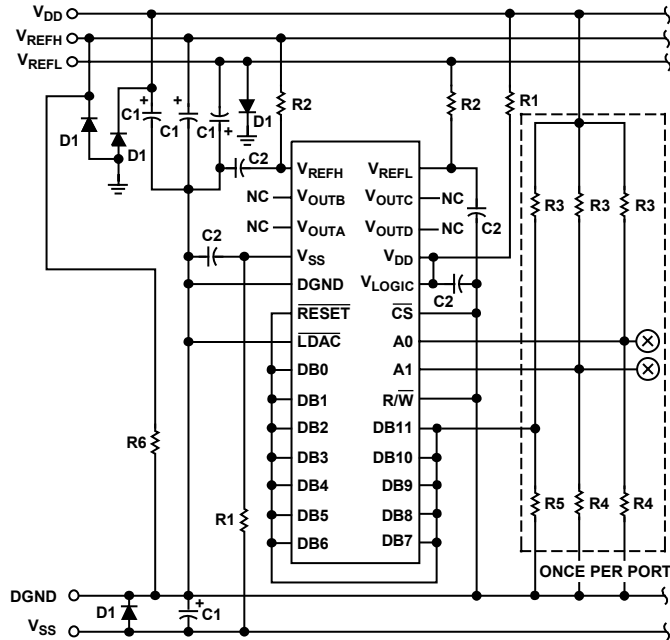 VDD
VREFH
VREFL
C1
C1
C1
D1
R2
R2
R1
D1
D1
C2
VREFH
VREFL
R3
R3
R3
NC
VOUTB
VOUTC
NC
C2
NC
VOUTA
VOUTD
NC
C2
VSS
VDD
DGND
VLOGIC
C2
RESET
CS
LDAC
A0
DB0
A1
DB1
R/W
DB2
DB11
R6
DB3
DB10
DB4
DB9
R5
R4
R4
R1
DB5
DB8
DB6
DB7
ONCE PER PORT
DGND
D1
C1
VSS